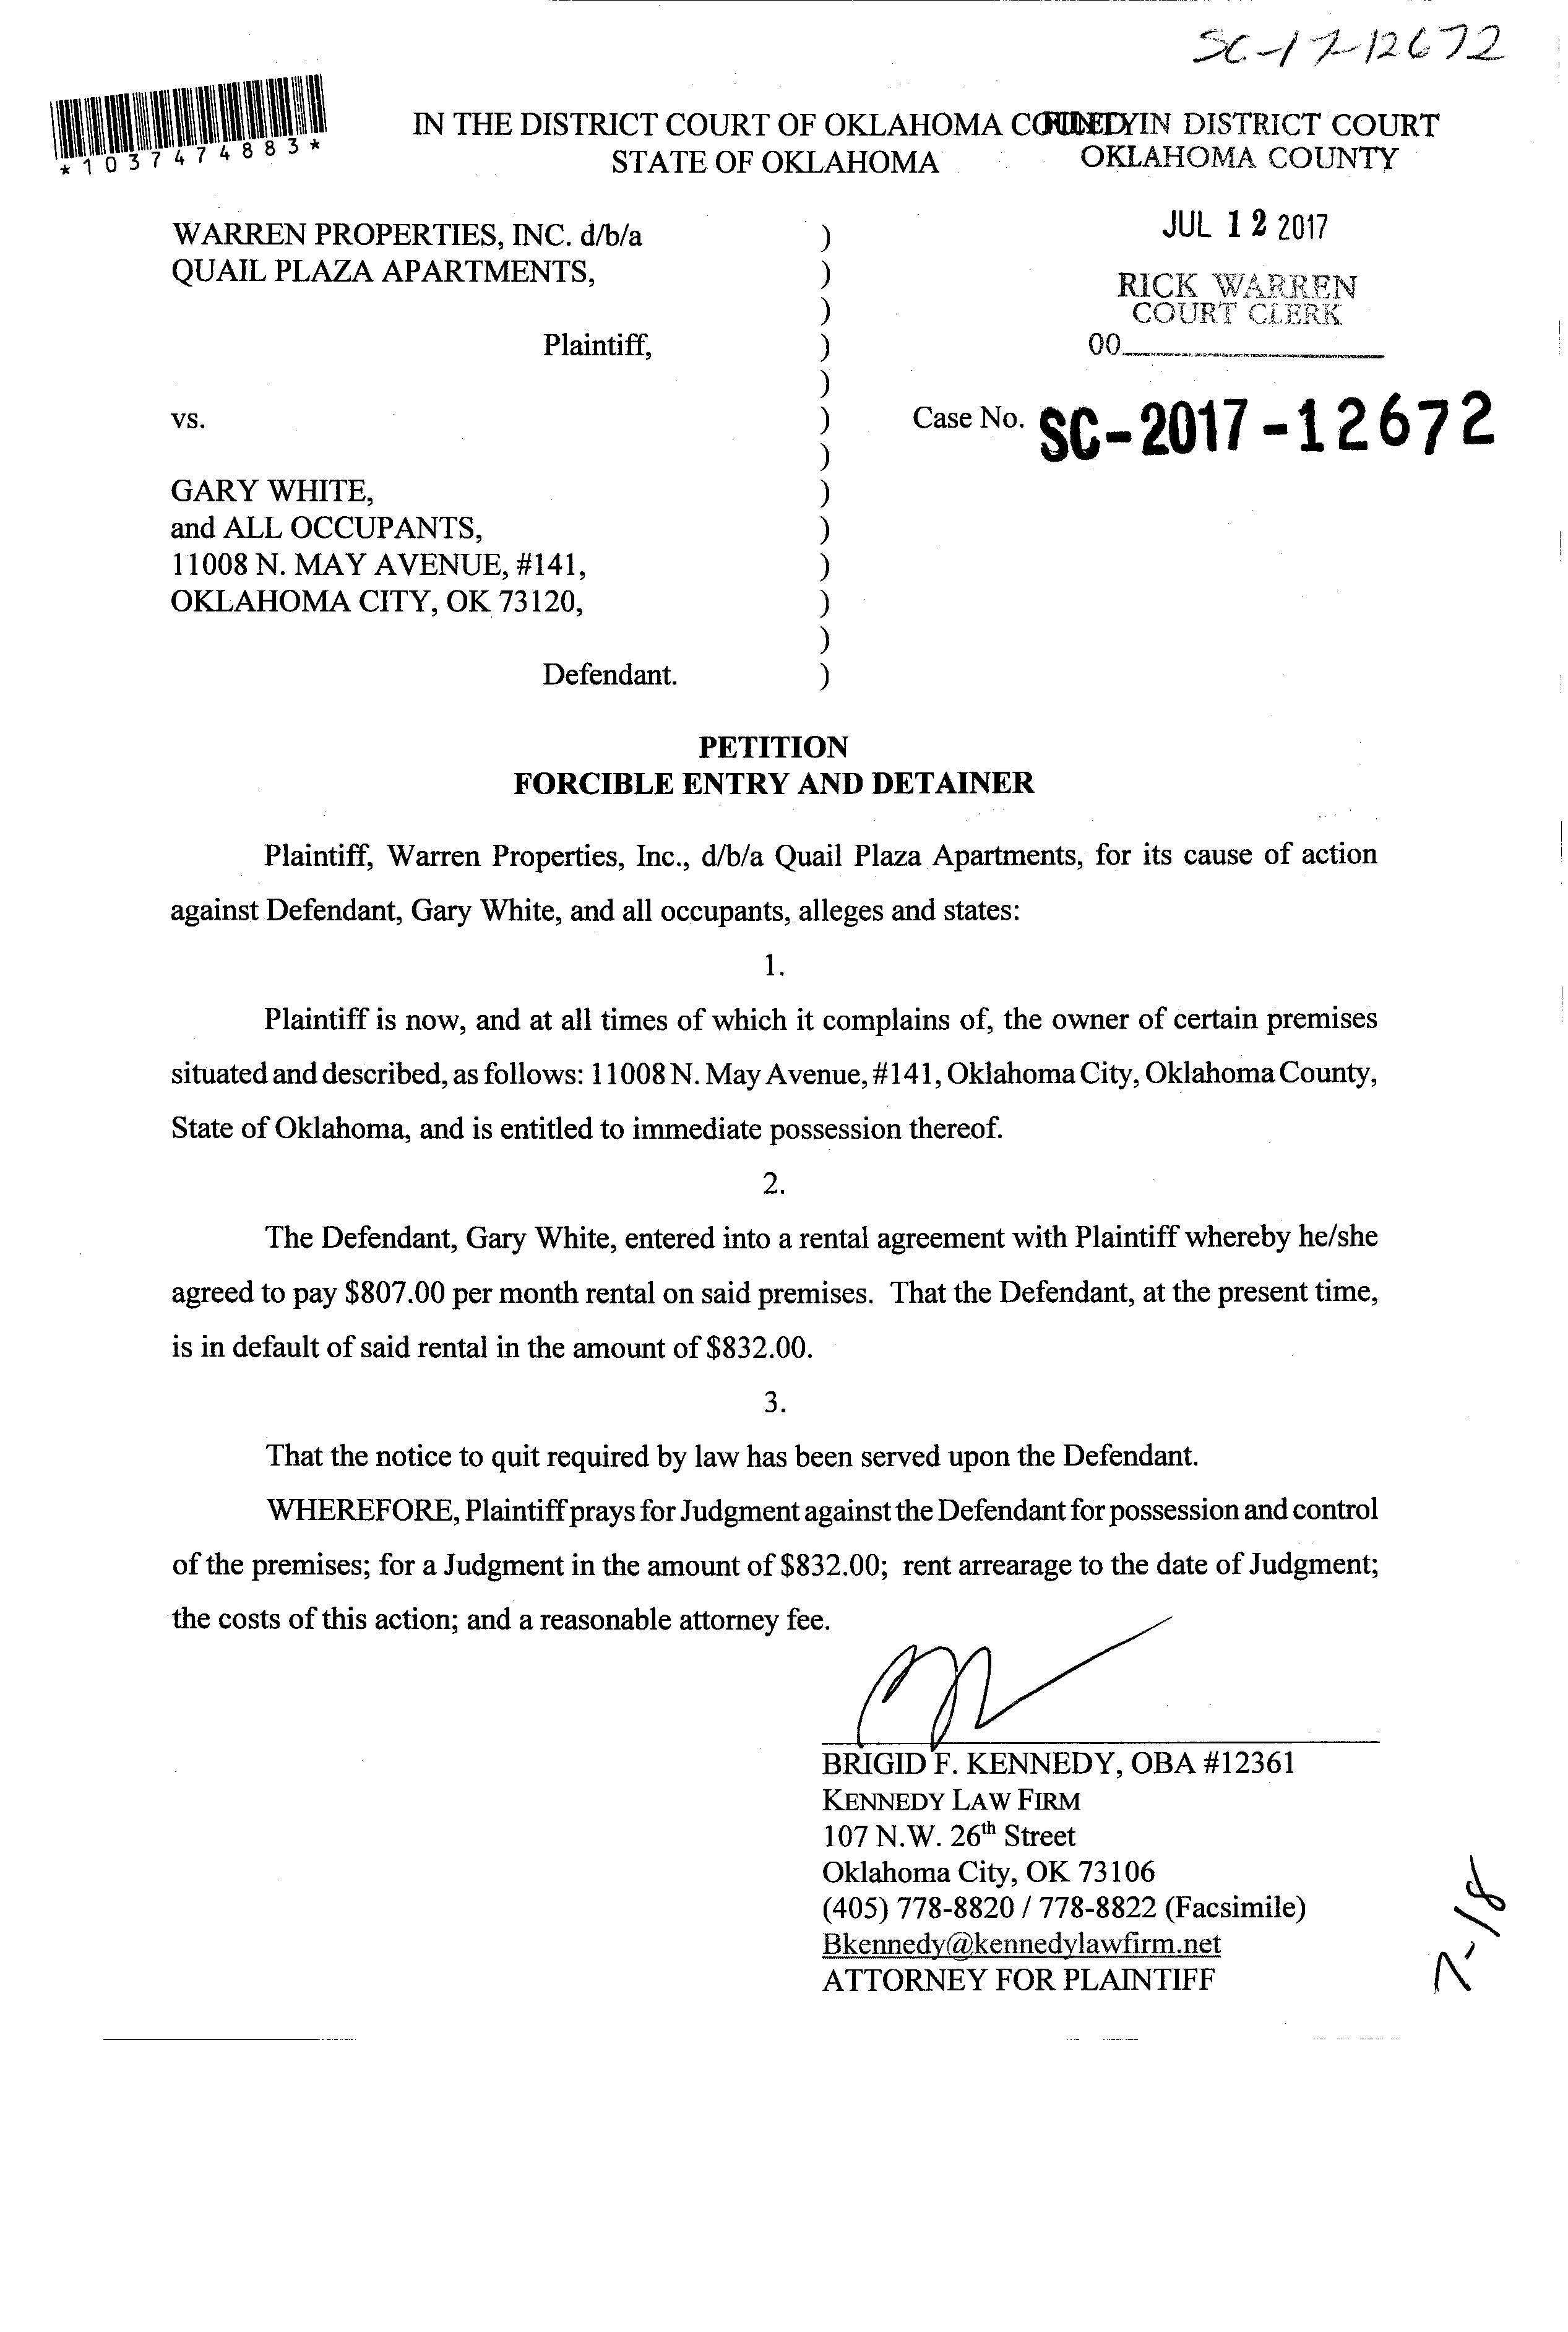 SC-17-12672
*1037474883*
IN THE DISTRICT COURT OF OKLAHOMA COUNTY
STATE OF OKLAHOMA
FILED IN DISTRICT COURT
OKLAHOMA COUNTY
JUL 12 2017
RICK WARREN
COURT CLERK
00
WARREN PROPERTIES, INC. d/b/a )
QUAIL PLAZA APARTMENTS, )
)
Plaintiff, )
)
vs. ) Case No. SC-2017-12672
)
GARY WHITE, )
and ALL OCCUPANTS, )
11008 N. MAY AVENUE, #141, )
OKLAHOMA CITY, OK 73120, )
)
Defendant. )
PETITION
FORCIBLE ENTRY AND DETAINER
Plaintiff, Warren Properties, Inc., d/b/a Quail Plaza Apartments, for its cause of action
against Defendant, Gary White, and all occupants, alleges and states:
1.
Plaintiff is now, and at all times of which it complains of, the owner of certain premises
situated and described, as follows: 11008 N. May Avenue, #141, Oklahoma City, Oklahoma County,
State of Oklahoma, and is entitled to immediate possession thereof.
2.
The Defendant, Gary White, entered into a rental agreement with Plaintiff whereby he/she
agreed to pay $807.00 per month rental on said premises. That the Defendant, at the present time,
is in default of said rental in the amount of $832.00.
3.
That the notice to quit required by law has been served upon the Defendant.
WHEREFORE, Plaintiff prays for Judgment against the Defendant for possession and control
of the premises; for a Judgment in the amount of $832.00; rent arrearage to the date of Judgment;
the costs of this action; and a reasonable attorney fee.
BRIGID F. KENNEDY, OBA #12361
KENNEDY LAW FIRM
107 N.W. 26th Street
Oklahoma City, OK 73106
(405) 778-8820 / 778-8822 (Facsimile)
Bkennedy@kennedylawfirm.net
ATTORNEY FOR PLAINTIFF
7-18